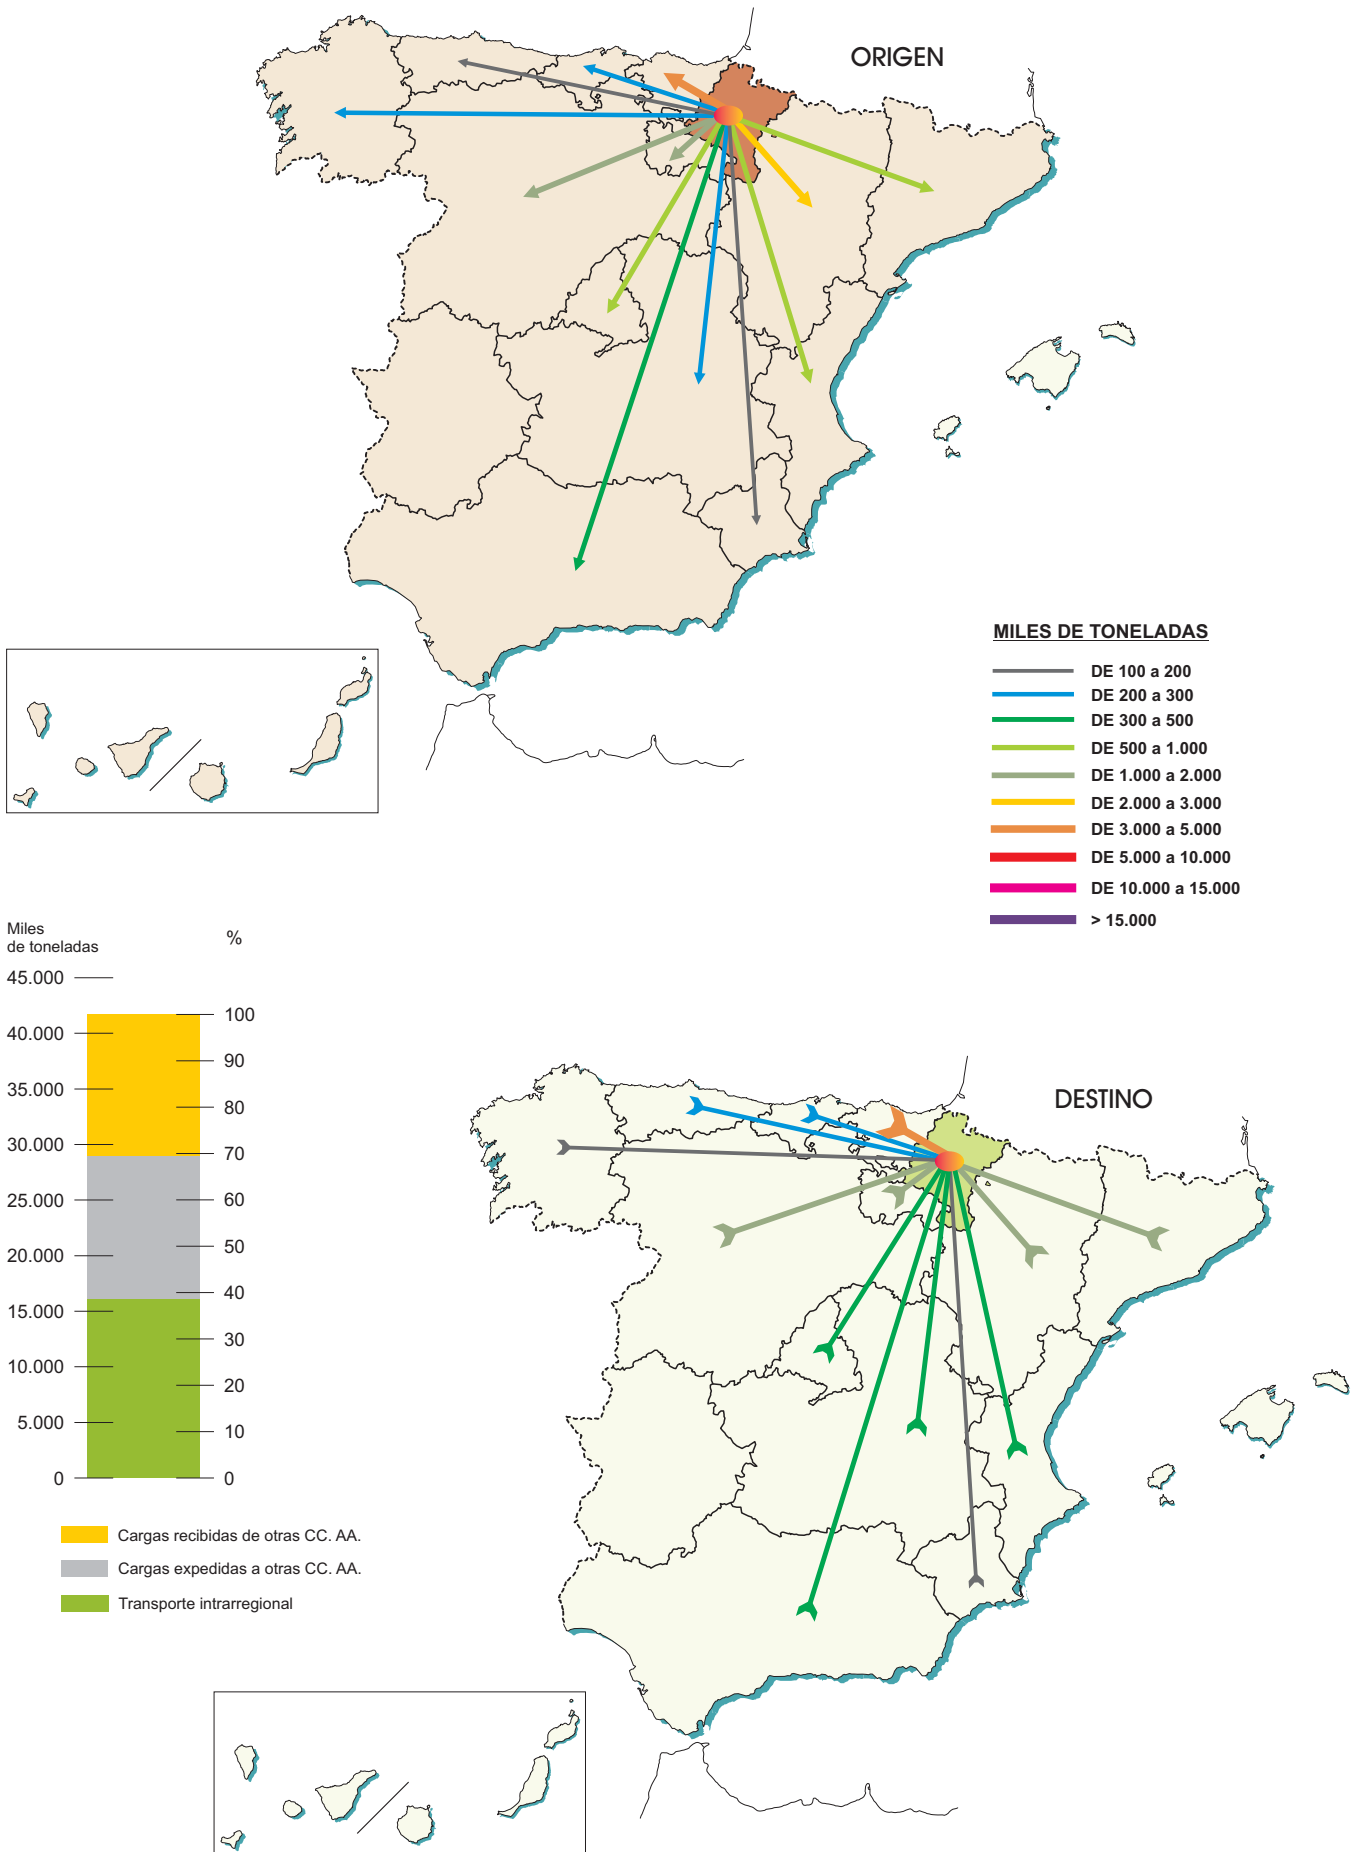 ORIGEN
MILES DE TONELADAS
DE 100 a 200
DE 200 a 300
DE 300 a 500
DE 500 a 1.000
DE 1.000 a 2.000
DE 2.000 a 3.000
DE 3.000 a 5.000
DE 5.000 a 10.000
DE 10.000 a 15.000
> 15.000
Miles
de toneladas
%
45.000
40.000
35.000
30.000
25.000
20.000
15.000
10.000
5.000
0
100
90
80
70
60
50
40
30
20
10
0
Cargas recibidas de otras CC. AA.
Cargas expedidas a otras CC. AA.
Transporte intrarregional
DESTINO